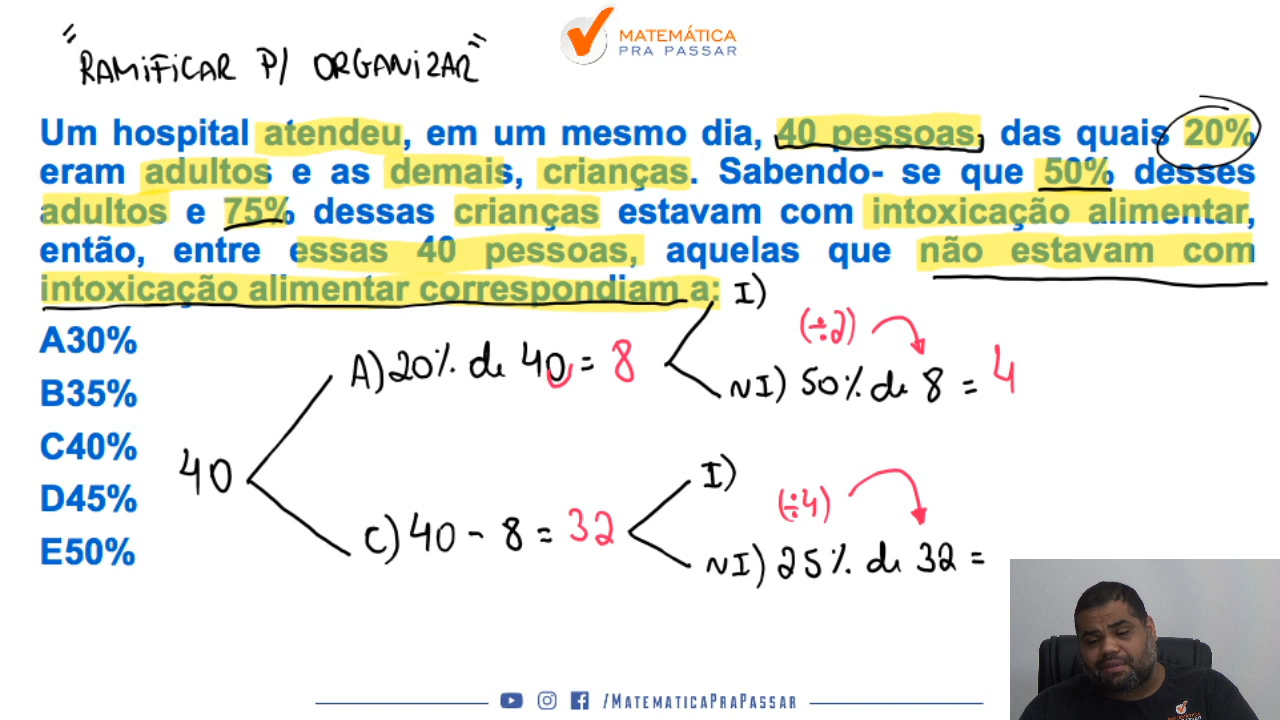 "RAMIFICAR P/ ORGANIZAR"
MATEMÁTICA
PRA PASSAR
Um hospital atendeu, em um mesmo dia, 40 pessoas, das quais 20%
eram adultos e as demais, crianças. Sabendo- se que 50% desses
adultos e 75% dessas crianças estavam com intoxicação alimentar,
então, entre essas 40 pessoas, aquelas que não estavam com
intoxicação alimentar correspondiam a:
A30%
B35%
C40%
D45%
E50%
40
A) 20% de 40 = 8
I)
(÷2)
NI) 50% de 8 = 4
C) 40 - 8 = 32
I)
(÷4)
NI) 25% de 32 =
/MATEMATICAPRAPASSAR